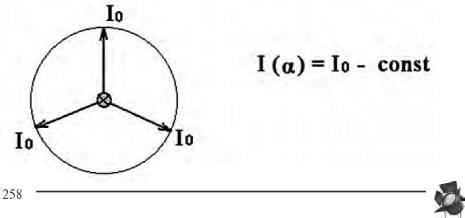 I₀
I (α) = I₀ - const
I₀
I₀
258